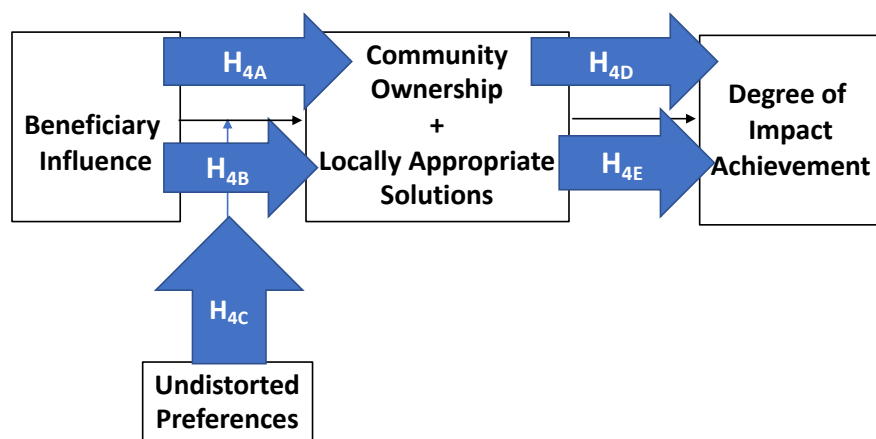 Beneficiary
Influence
H4A
H4B
Community
Ownership
+
Locally Appropriate
Solutions
H4D
H4E
Degree of
Impact
Achievement
H4C
Undistorted
Preferences